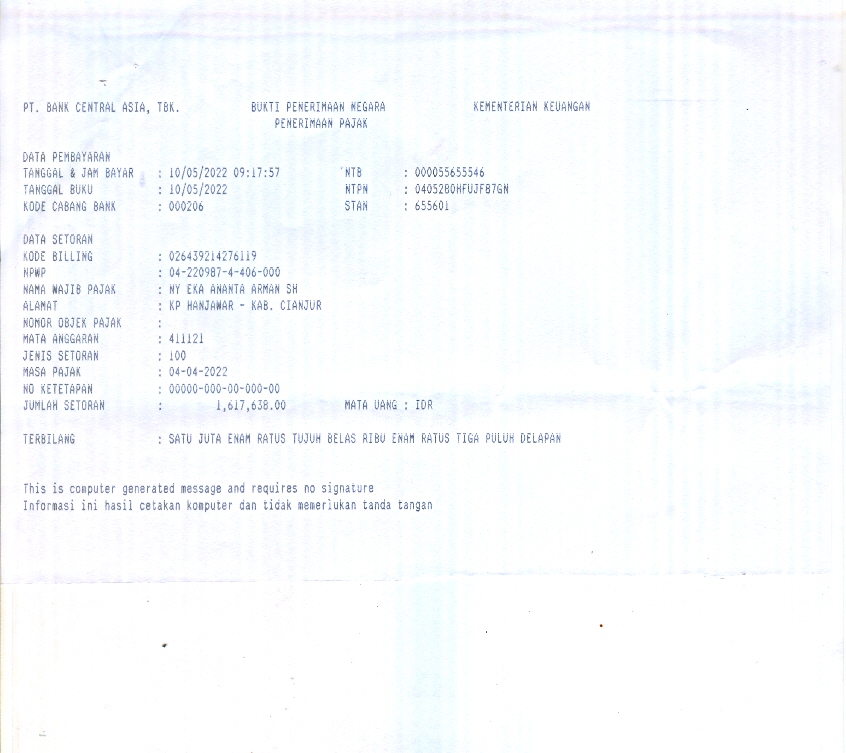 PT. BANK CENTRAL ASIA, TBK. BUKTI PENERIMAAN NEGARA KEMENTERIAN KEUANGAN
PENERIMAAN PAJAK
DATA PEMBAYARAN
TANGGAL & JAM BAYAR : 10/05/2022 09:17:57 NTB : 000055655546
TANGGAL BUKU : 10/05/2022 NTPN : 0405280HFUJF87GN
KODE CABANG BANK : 000206 STAN : 655601
DATA SETORAN
KODE BILLING : 026439214276119
NPWP : 04-220987-4-406-000
NAMA WAJIB PAJAK : NY EKA ANANTA ARMAN SH
ALAMAT : KP HANJAWAR - KAB. CIANJUR
NOMOR OBJEK PAJAK :
MATA ANGGARAN : 411121
JENIS SETORAN : 100
MASA PAJAK : 04-04-2022
NO KETETAPAN : 00000-000-00-000-00
JUMLAH SETORAN : 1,617,638.00 MATA UANG : IDR
TERBILANG : SATU JUTA ENAM RATUS TUJUH BELAS RIBU ENAM RATUS TIGA PULUH DELAPAN
This is computer generated message and requires no signature
Informasi ini hasil cetakan komputer dan tidak memerlukan tanda tangan